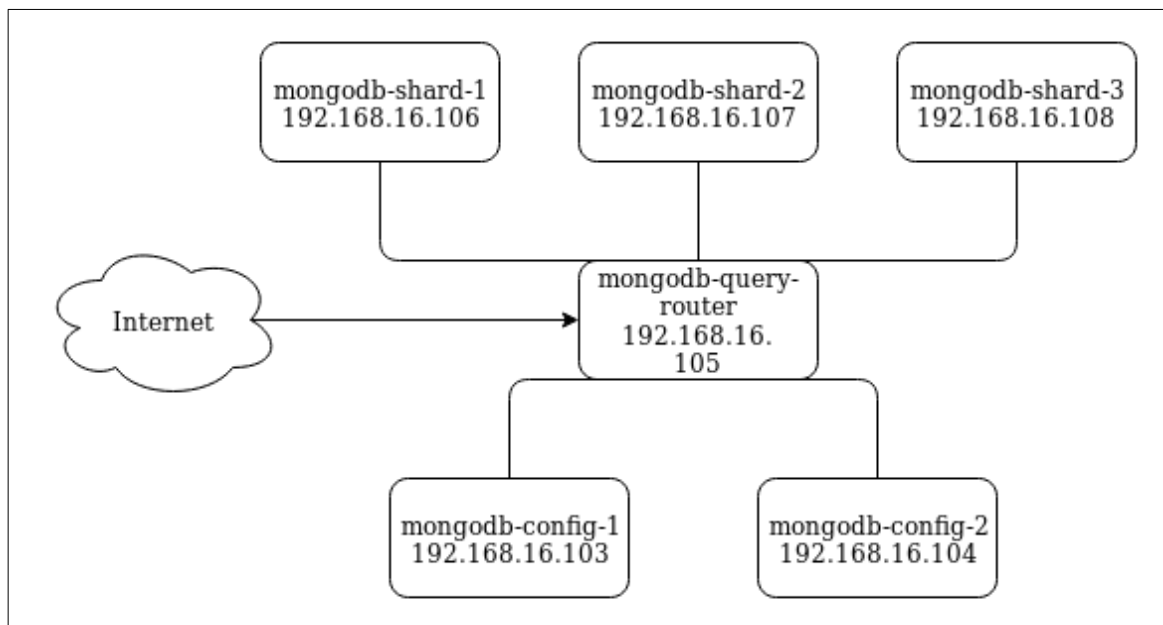 mongodb-shard-1
192.168.16.106
mongodb-shard-2
192.168.16.107
mongodb-shard-3
192.168.16.108
Internet
mongodb-query-
router
192.168.16.
105
mongodb-config-1
192.168.16.103
mongodb-config-2
192.168.16.104